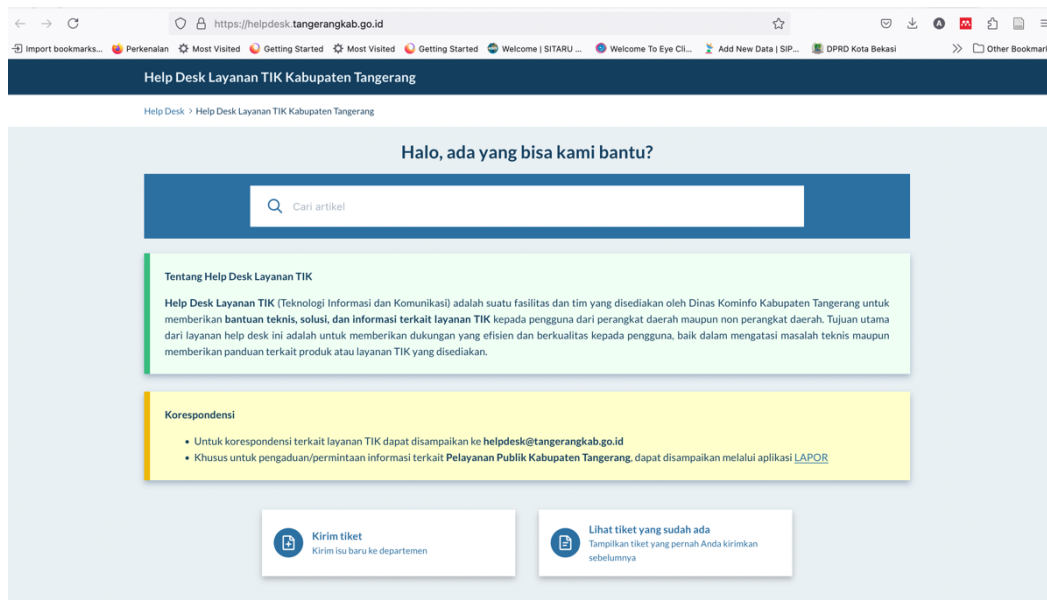 https://helpdesk.tangerangkab.go.id
Import bookmarks... Perkenalan Most Visited Getting Started Most Visited Getting Started Welcome | SITARU ... Welcome To Eye Cli... Add New Data | SIP... DPRD Kota Bekasi Other Bookmar
Help Desk Layanan TIK Kabupaten Tangerang
Help Desk > Help Desk Layanan TIK Kabupaten Tangerang
Halo, ada yang bisa kami bantu?
Cari artikel
Tentang Help Desk Layanan TIK
Help Desk Layanan TIK (Teknologi Informasi dan Komunikasi) adalah suatu fasilitas dan tim yang disediakan oleh Dinas Kominfo Kabupaten Tangerang untuk
memberikan bantuan teknis, solusi, dan informasi terkait layanan TIK kepada pengguna dari perangkat daerah maupun non perangkat daerah. Tujuan utama
dari layanan help desk ini adalah untuk memberikan dukungan yang efisien dan berkualitas kepada pengguna, baik dalam mengatasi masalah teknis maupun
memberikan panduan terkait produk atau layanan TIK yang disediakan.
Korespondensi
• Untuk korespondensi terkait layanan TIK dapat disampaikan ke helpdesk@tangerangkab.go.id
• Khusus untuk pengaduan/permintaan informasi terkait Pelayanan Publik Kabupaten Tangerang, dapat disampaikan melalui aplikasi LAPOR
Kirim tiket
Kirim isu baru ke departemen
Lihat tiket yang sudah ada
Tampilkan tiket yang pernah Anda kirimkan
sebelumnya